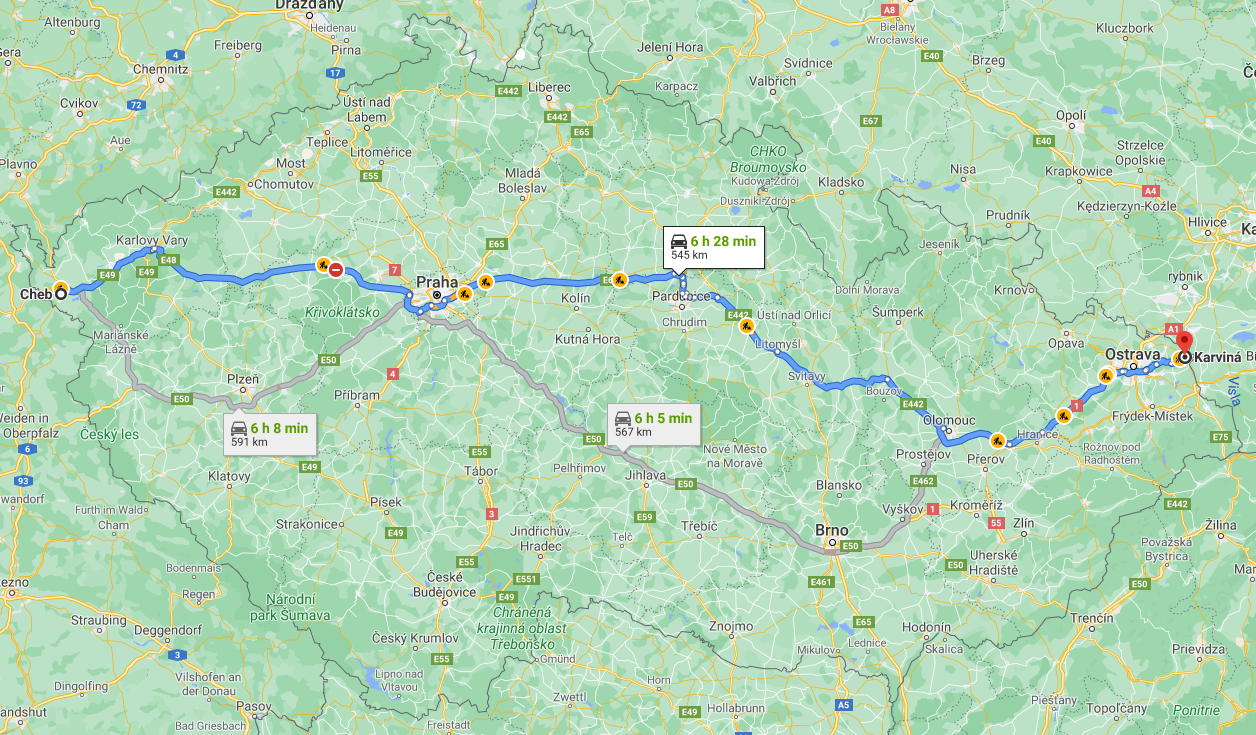 Drážďany
Altenburg
Heidenau
A8
Bielany
Wrocławskie
Kluczbork
Gera
4
Freiberg
Pirna
Jelení Hora
E40
Brzeg
Chemnitz
17
Svídnice
Valbřich
Cvikov
72
E442
Liberec
Karpacz
Ústí nad
Labem
E442
E67
Opolí
Aue
Teplice
E65
E40
Strzelce
Opolskie
Plavno
Most
Litoměřice
E55
CHKO
Broumovsko
Kudowa-Zdrój
Kladsko
Nisa
Krapkowice
A4
Chomutov
E442
Mladá
Boleslav
Duszniki-Zdrój
Kędzierzyn-Koźle
Prudník
Hlivice
Karlovy Vary
E48
E49
E49
E65
6 h 28 min
545 km
Jeseník
rybnik
7
Praha
Kolín
Pardubice
Dolni Morava
Krnov
Cheb
Křivoklátsko
E442
Ústí nad Orlicí
Šumperk
Chrudim
A1
Mariánské
Lázně
Kutná Hora
Litomyšl
Opava
Ostrava
Karviná
E50
4
Svitavy
Bouzov
Visla
Plzeň
Příbram
E50
E442
1
Weiden in
der Oberpfalz
6 h 8 min
591 km
6 h 5 min
567 km
Olomouc
Frýdek-Místek
Český les
E50
Hranice
E75
6
E55
Nové Město
na Moravě
Prostějov
Přerov
Rožnov pod
Radhoštěm
E49
Pelhřimov
Tábor
Jihlava
Klatovy
E50
Blansko
E462
93
Písek
Vyškov
1
Kroměříž
E442
Furth im Wald
Cham
Strakonice
3
E59
Třebíč
55
Zlín
Žilina
E49
Jindřichův
Hradec
Telč
Brno
E50
Považská
Bystrica
E55
Uherské
Hradiště
E50
Bodenmais
Regen
České
Budějovice
E551
E49
E461
E50
Národní
park Šumava
Chráněná
krajinná oblast
Třeboňsko
Straubing
Deggendorf
Znojmo
E65
Hodonín
Trenčín
Český Krumlov
Mikulov
Lednice
Skalica
Prievidza
3
E55
Gmünd
Dingolfing
Vilshofen an
der Donau
Lipno nad
Vltavou
Horn
Zwettl
Piešťany
Pasov
E49
Hollabrunn
A5
Topoľčany
Ponitrie
Bad Griesbach
Freistadt